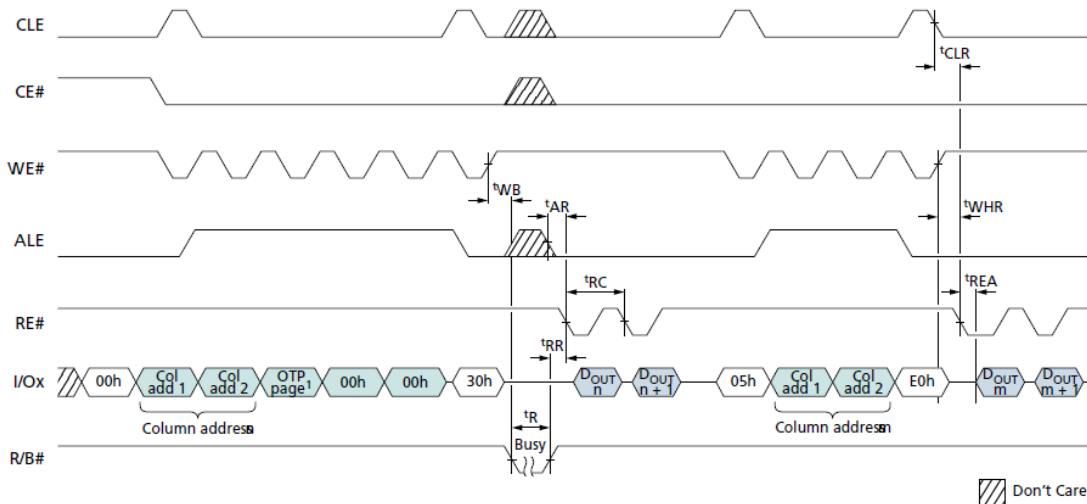 CLE
tCLR
CE#
WE#
tWB
tAR
tWHR
ALE
tRC
tREA
RE#
tRR
I/Ox 00h Col add 1 Col add 2 OTP page1 00h 00h 30h DOUT n DOUT n + 1 05h Col add 1 Col add 2 E0h DOUT m DOUT m + 1
Column address n tR Column address m
R/B# Busy
Don't Care